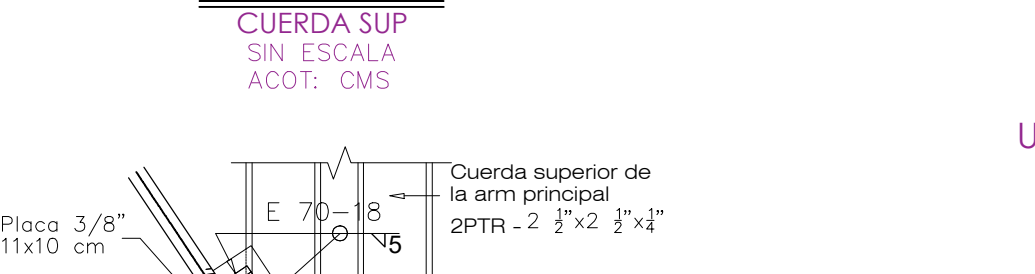 CUERDA SUP
SIN ESCALA
ACOT: CMS
U
Cuerda superior de
la arm principal
2PTR - 2 1/2"x2 1/2"x1/4"
E 70-18
5
Placa 3/8"
11x10 cm